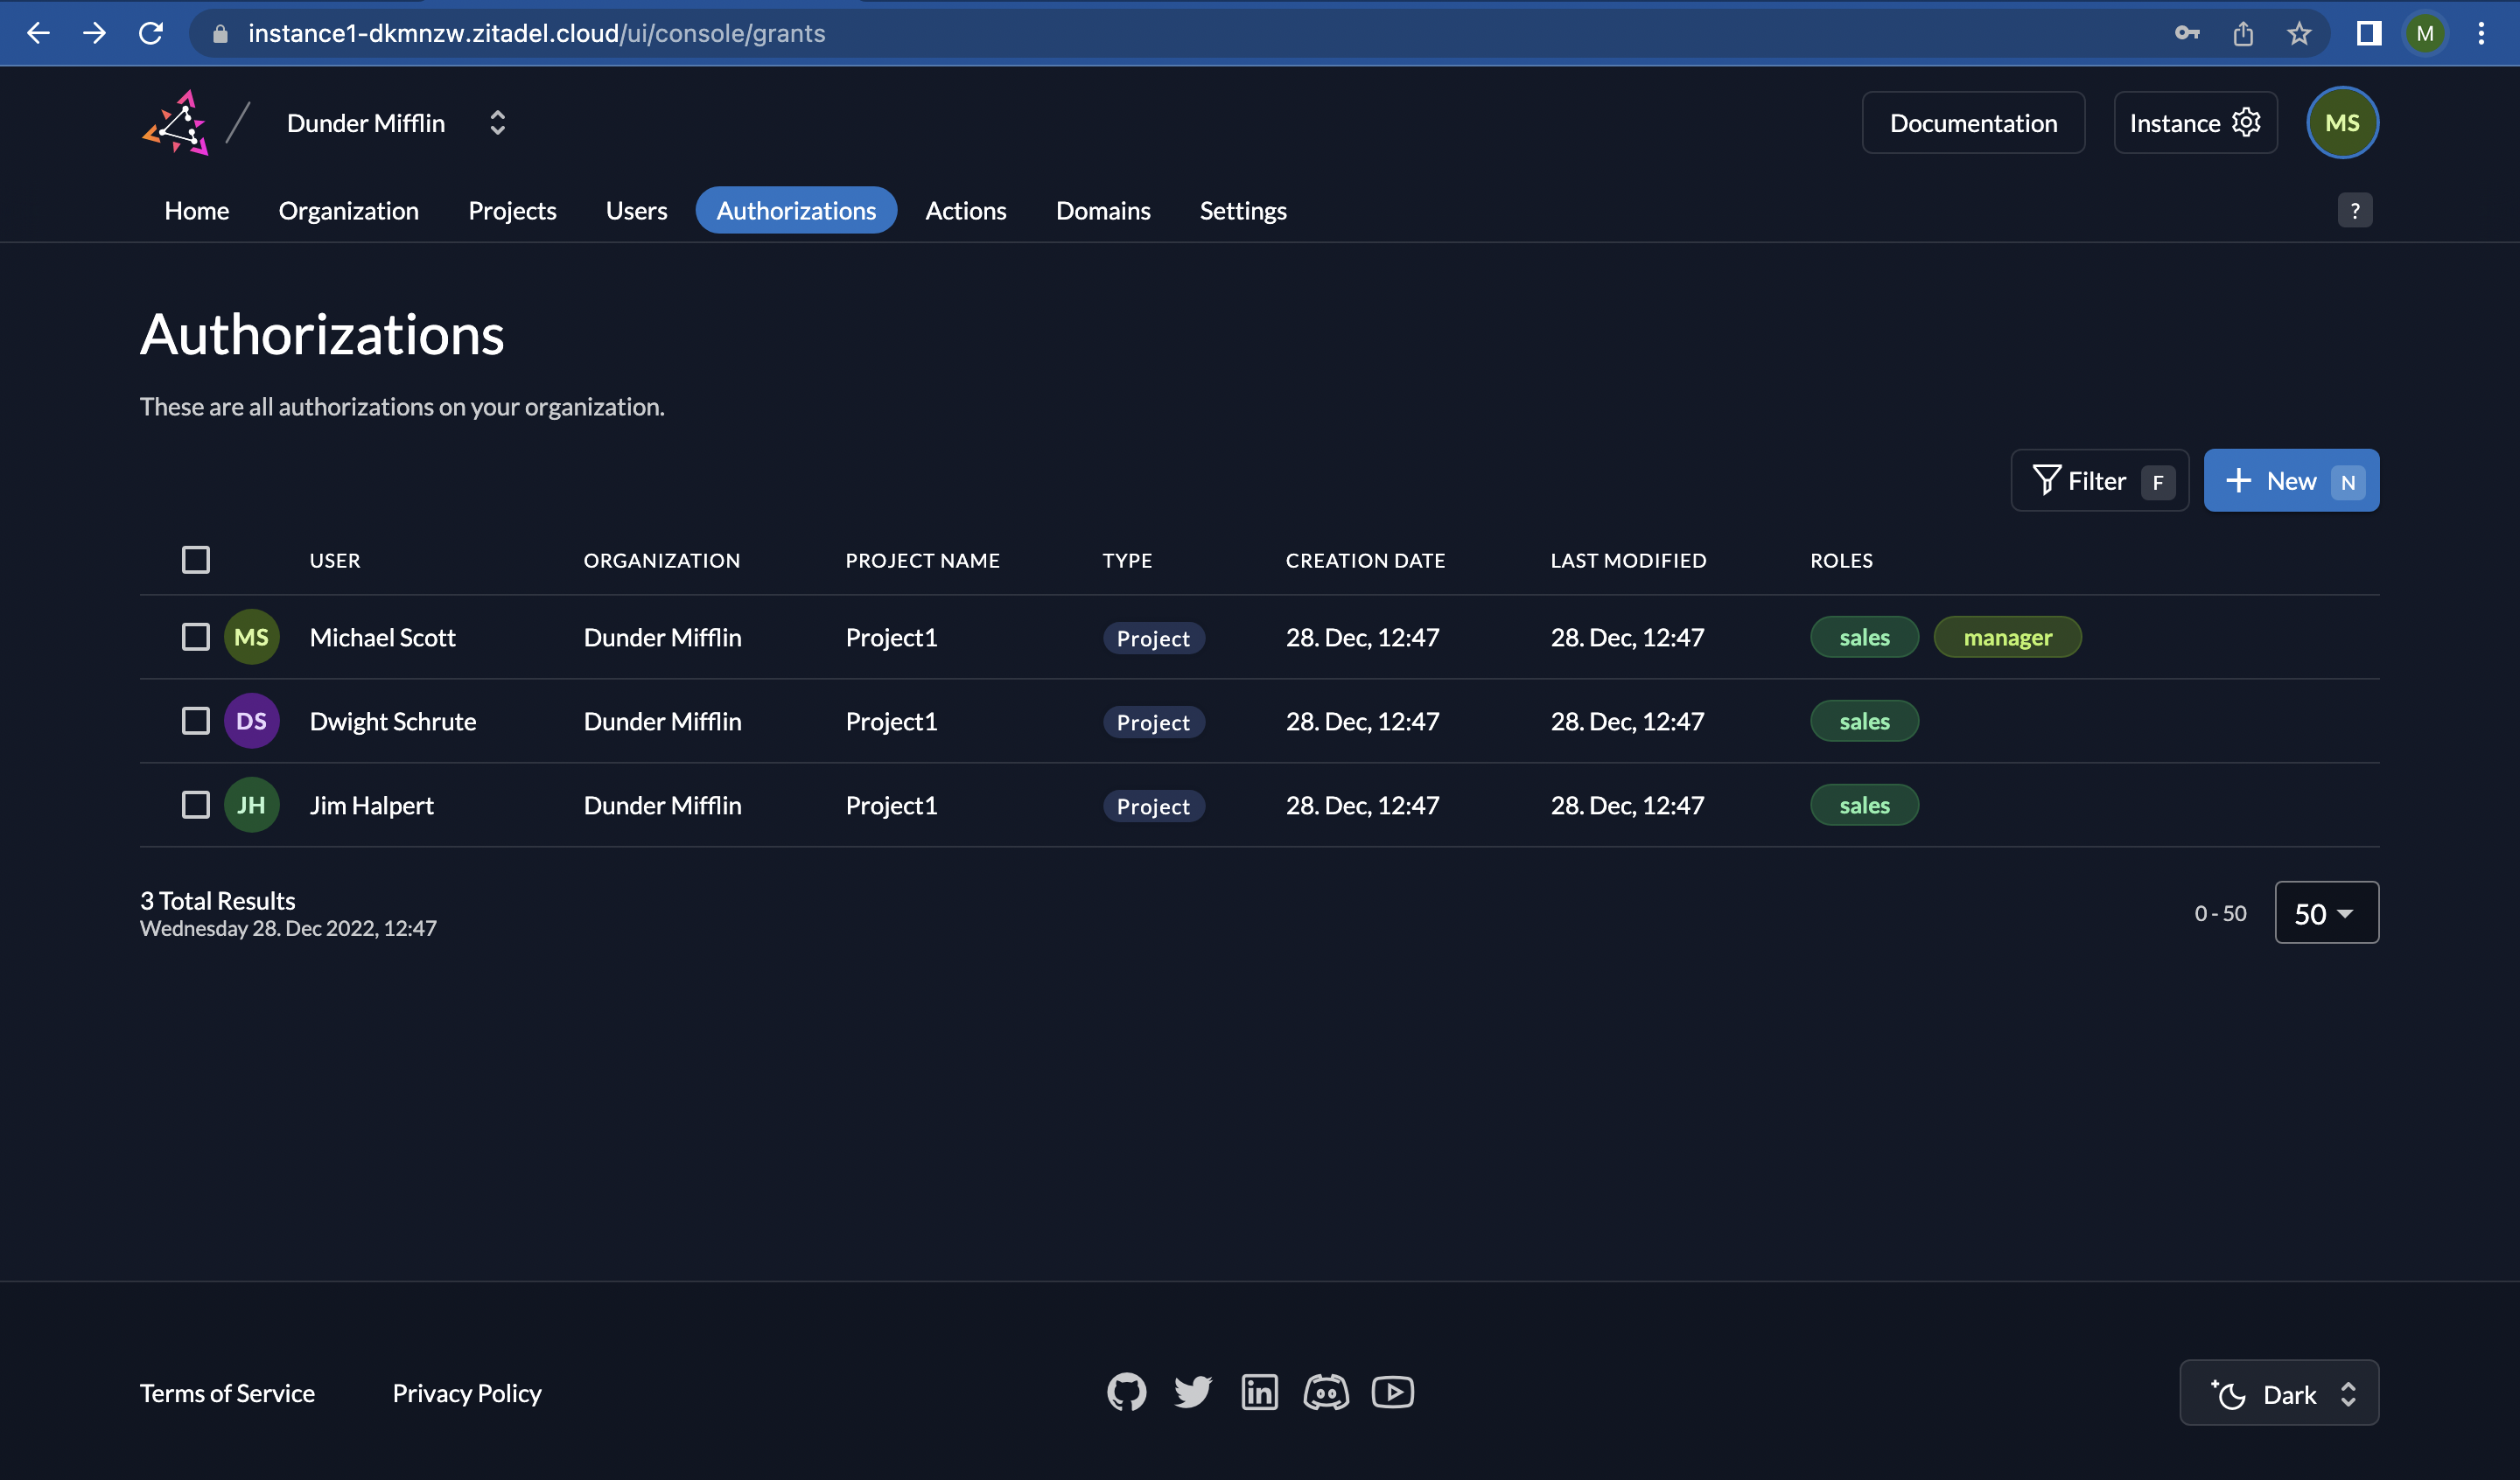 instance1-dkmnzw.zitadel.cloud/ui/console/grants
M
Dunder Mifflin
Documentation
Instance
MS
Home Organization Projects Users Authorizations Actions Domains Settings ?
Authorizations
These are all authorizations on your organization.
Filter F
New N
USER ORGANIZATION PROJECT NAME TYPE CREATION DATE LAST MODIFIED ROLES
MS Michael Scott Dunder Mifflin Project1 Project 28. Dec, 12:47 28. Dec, 12:47 sales manager
DS Dwight Schrute Dunder Mifflin Project1 Project 28. Dec, 12:47 28. Dec, 12:47 sales
JH Jim Halpert Dunder Mifflin Project1 Project 28. Dec, 12:47 28. Dec, 12:47 sales
3 Total Results
Wednesday 28. Dec 2022, 12:47
0 - 50 50
Terms of Service Privacy Policy in Dark